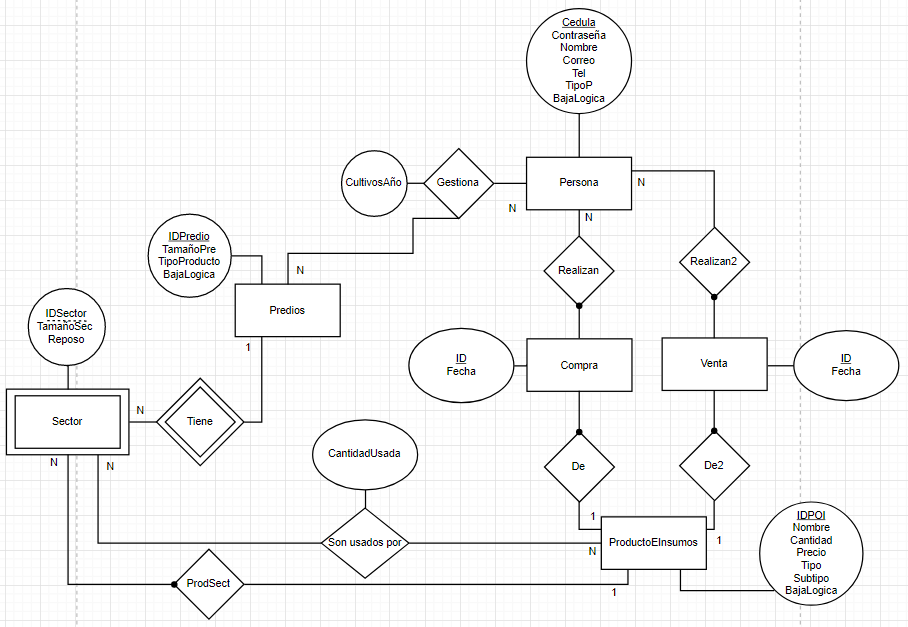 Cedula
Contraseña
Nombre
Correo
Tel
TipoP
BajaLogica
CultivosAño
Gestiona
N
Persona
N
N
IDPredio
TamañoPre
TipoProducto
BajaLogica
N
Realizan
Realizan2
Predios
IDSector
TamañoSec
Reposo
1
ID
Fecha
Compra
Venta
ID
Fecha
Sector
N
Tiene
N
N
CantidadUsada
De
De2
1
Son usados por
N
ProductoEInsumos
1
IDPOI
Nombre
Cantidad
Precio
Tipo
Subtipo
BajaLogica
ProdSect
1